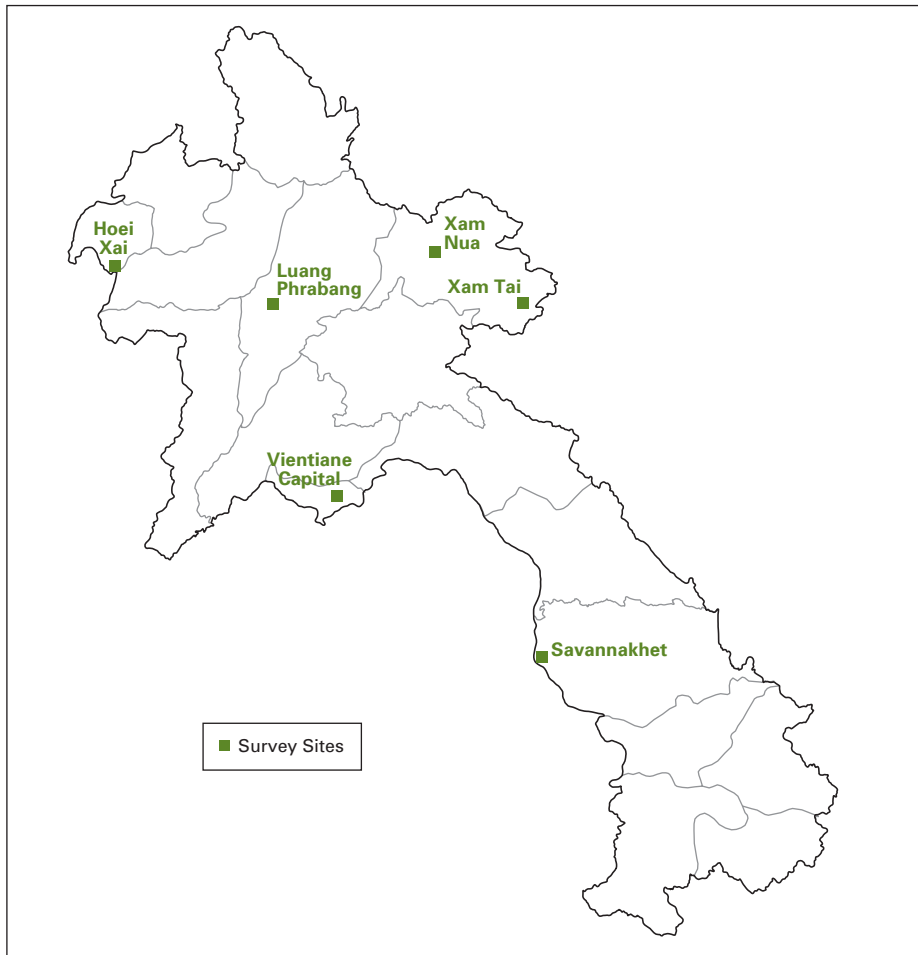 Hoei
Xai
Xam
Nua
Luang
Phrabang
Xam Tai
Vientiane
Capital
Savannakhet
Survey Sites